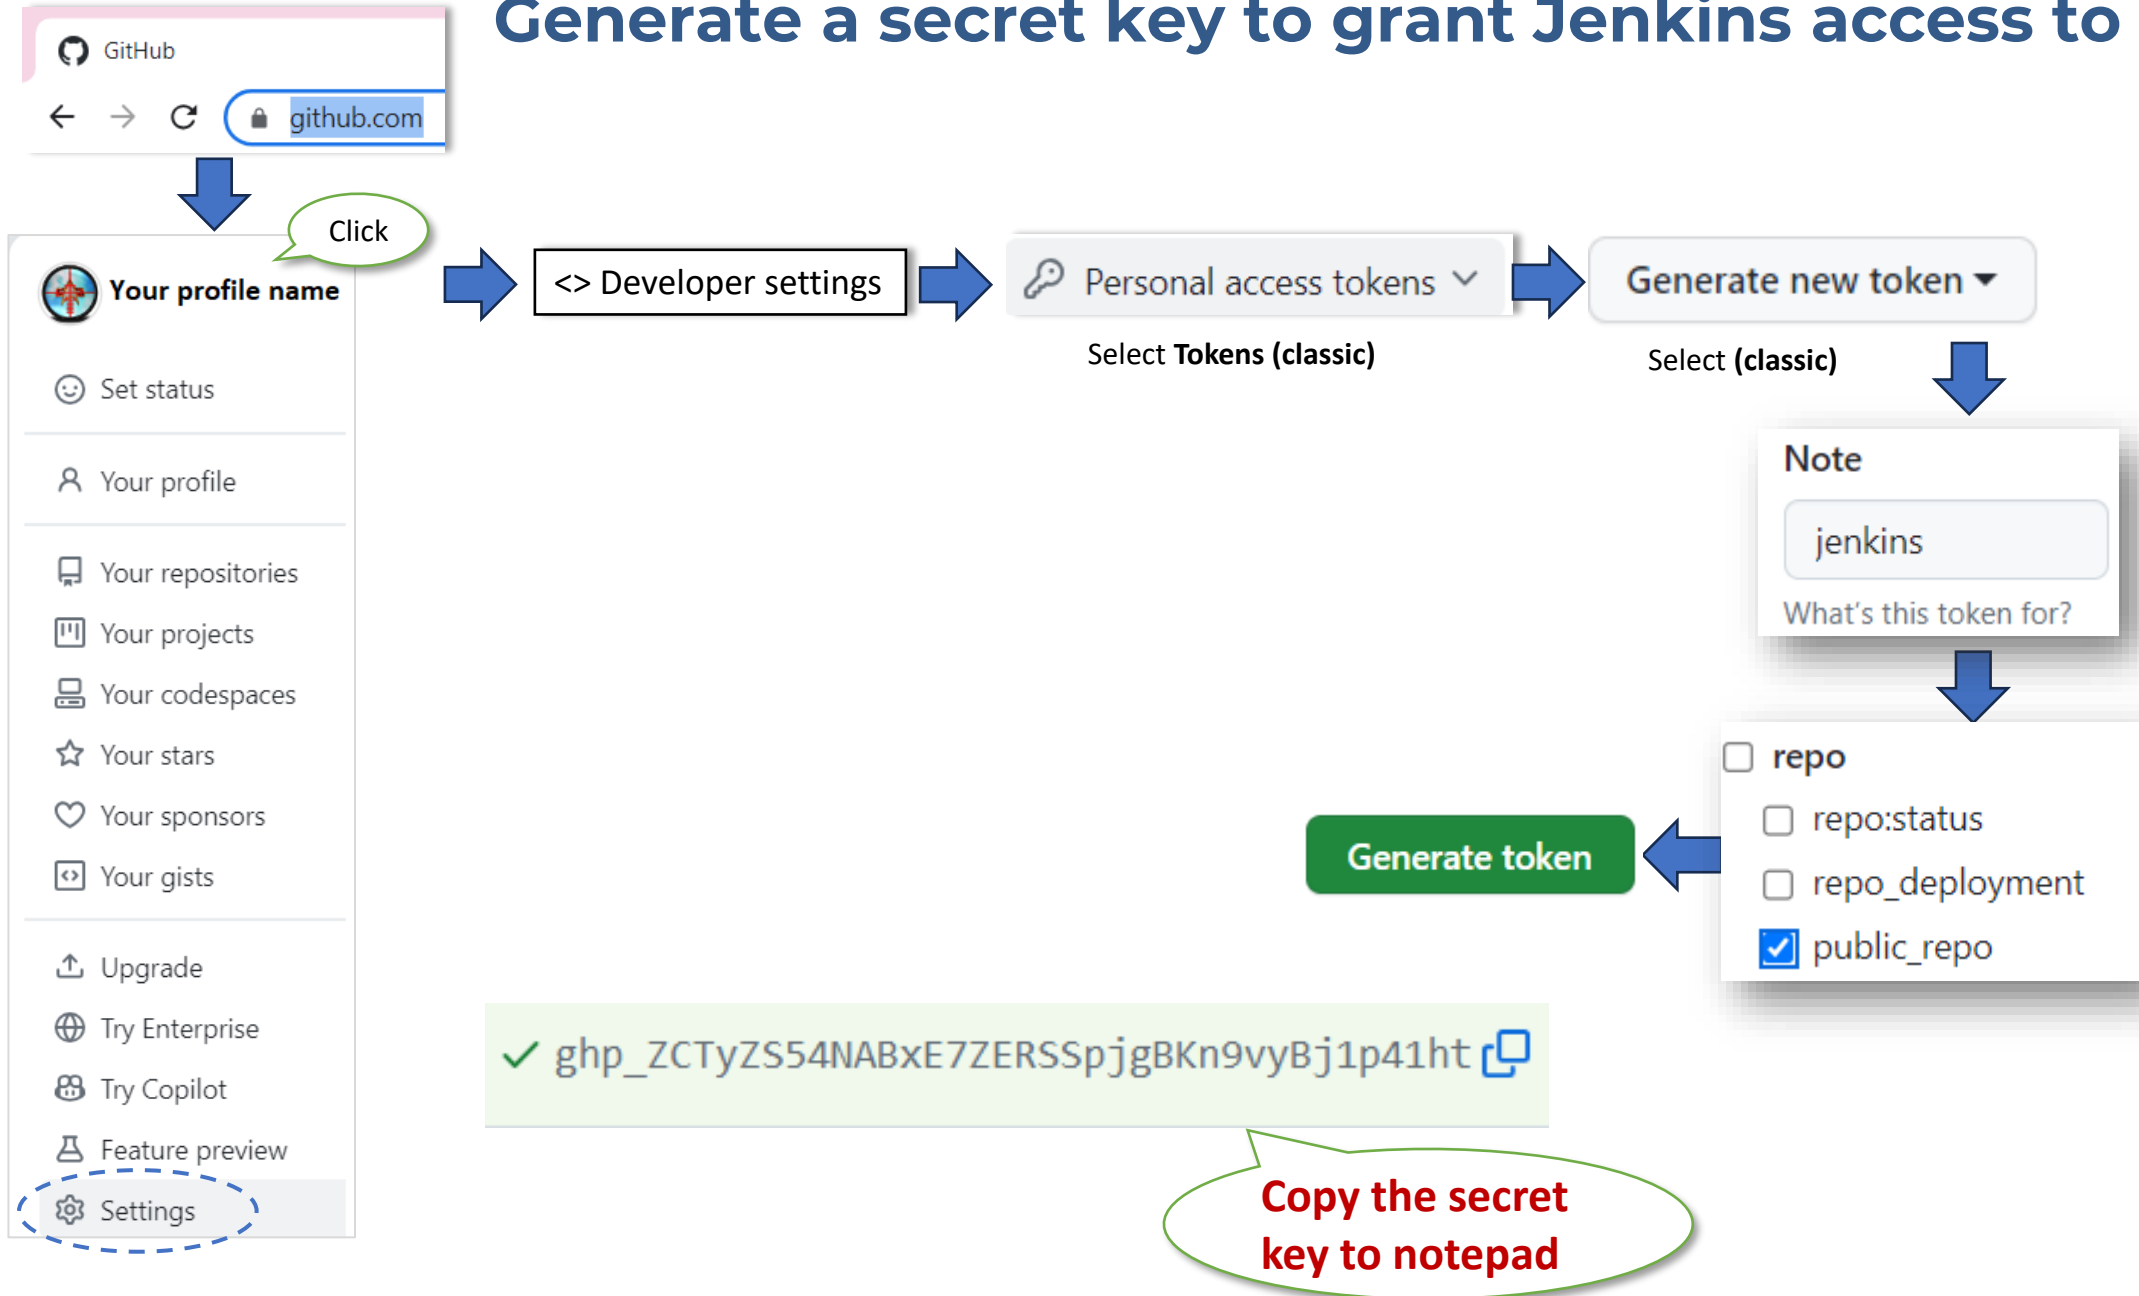 Generate a secret key to grant Jenkins access to
GitHub
github.com
Click
Your profile name
Set status
Your profile
Your repositories
Your projects
Your codespaces
Your stars
Your sponsors
Your gists
Upgrade
Try Enterprise
Try Copilot
Feature preview
Settings
<> Developer settings
Personal access tokens
Select Tokens (classic)
Generate new token
Select (classic)
Note
jenkins
What's this token for?
repo
repo:status
repo_deployment
public_repo
Generate token
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
Copy the secret
key to notepad